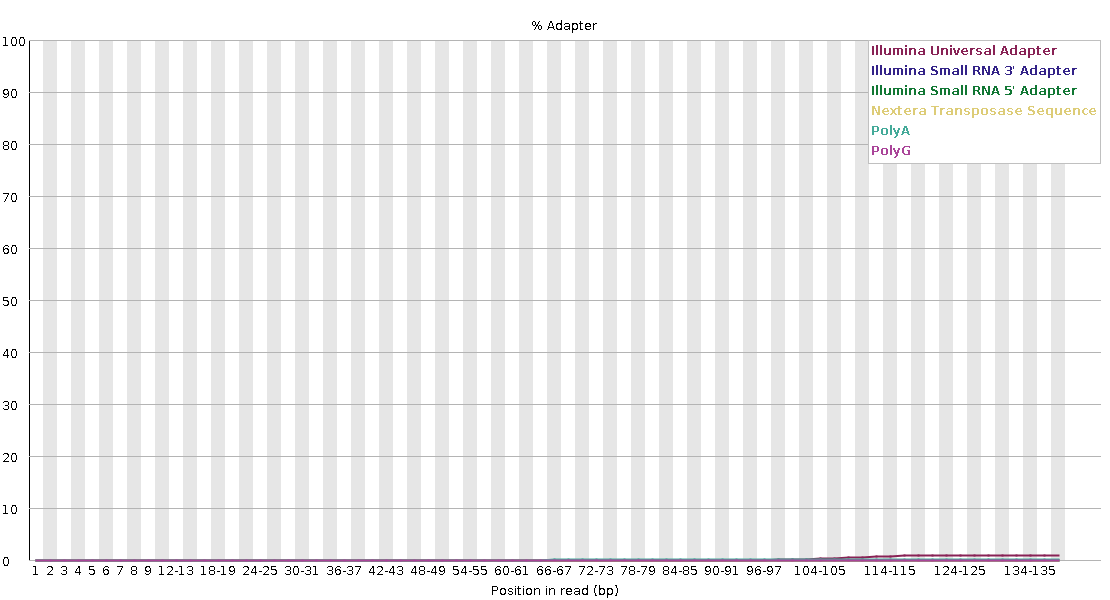 % Adapter
100
90
80
70
60
50
40
30
20
10
0
Illumina Universal Adapter
Illumina Small RNA 3' Adapter
Illumina Small RNA 5' Adapter
Nextera Transposase Sequence
PolyA
PolyG
1 2 3 4 5 6 7 8 9 12-13 18-19 24-25 30-31 36-37 42-43 48-49 54-55 60-61 66-67 72-73 78-79 84-85 90-91 96-97 104-105 114-115 124-125 134-135
Position in read (bp)